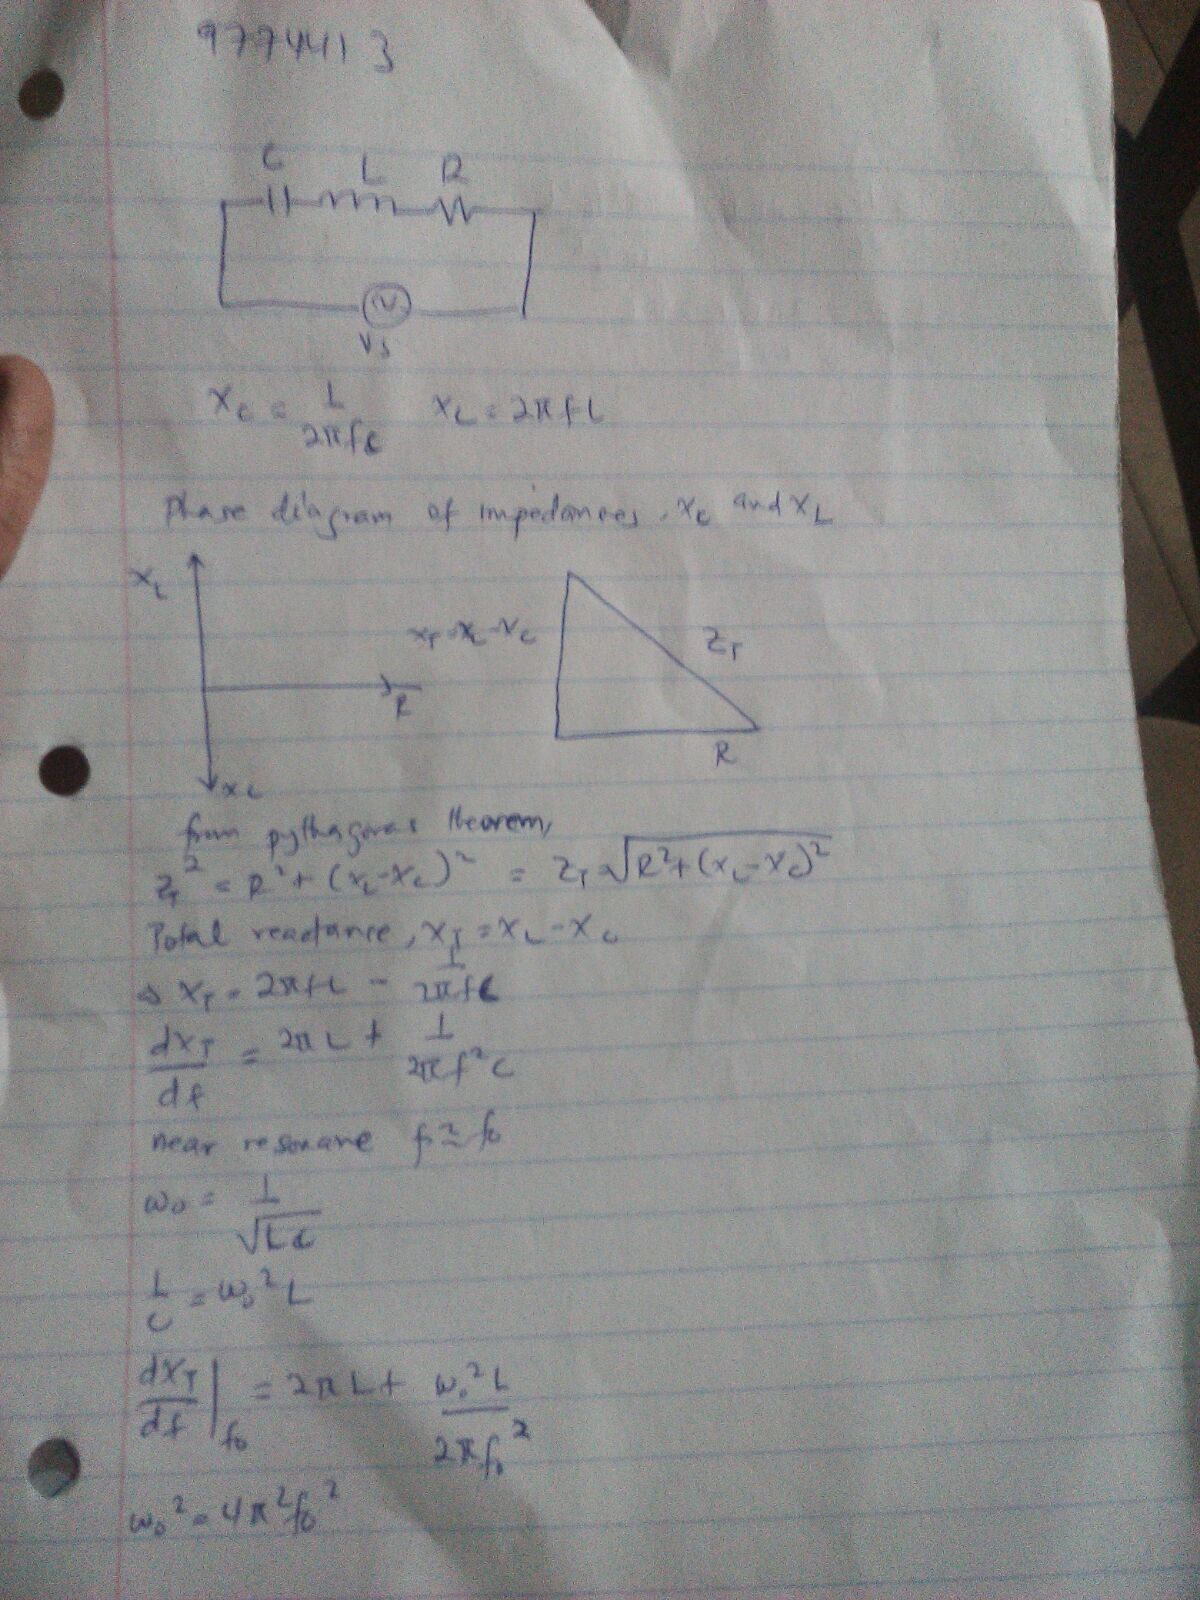 9774413
C L R
Vs
Xc = 1/2πfc XL = 2πfL
Phase diagram of impedances, Xc and XL
XL
R
Xc
XT = XL - Xc
ZT
R
from pythagoras theorem,
ZT² = R² + (XL-Xc)² = ZT = √R²+(XL-Xc)²
Total reactance, XT = XL - Xc
⇒ XT = 2πfL - 1/2πfC
dXT/df = 2πL + 1/2πf²C
near resonane f ≃ f₀
ω₀ = 1/√LC
1/C = ω₀²L
dXT/df|f₀ = 2πL + ω₀²L/2πf₀²
ω₀² = 4π²f₀²